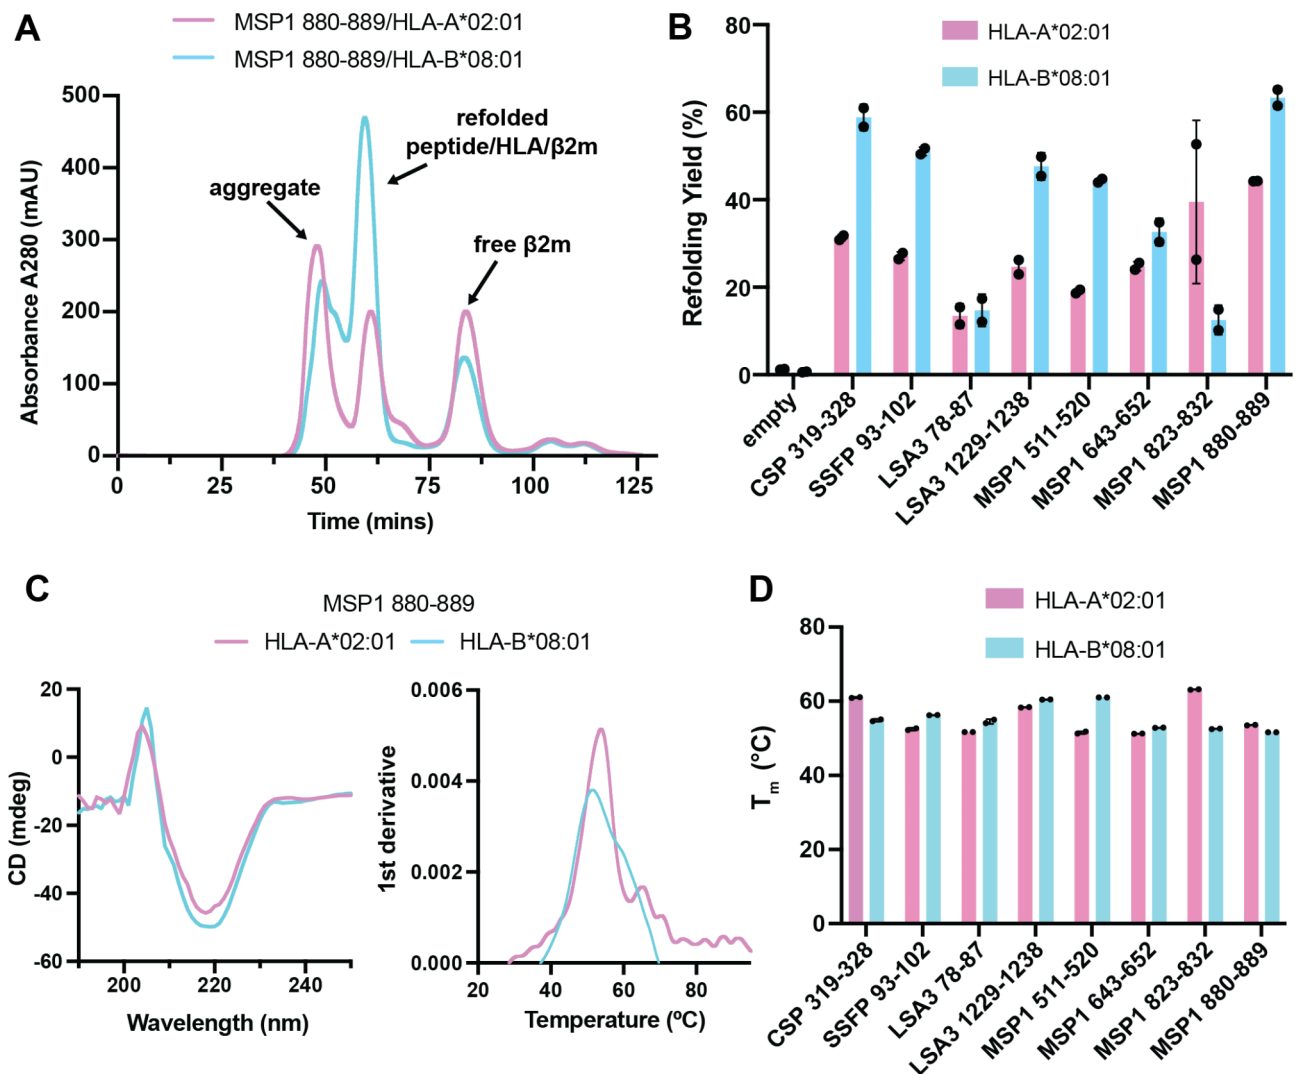 A
MSP1 880-889/HLA-A*02:01
MSP1 880-889/HLA-B*08:01
500
400
300
200
100
0
Absorbance A280 (mAU)
aggregate
refolded
peptide/HLA/β2m
free β2m
0
25
50
75
100
125
Time (mins)
B
HLA-A*02:01
HLA-B*08:01
80
60
40
20
0
Refolding Yield (%)
empty
CSP 319-328
SSFP 93-102
LSA3 78-87
LSA3 1229-1238
MSP1 511-520
MSP1 643-652
MSP1 823-832
MSP1 880-889
C
MSP1 880-889
HLA-A*02:01
HLA-B*08:01
20
0
-20
-40
-60
CD (mdeg)
200
220
240
Wavelength (nm)
0.006
0.004
0.002
0.000
1st derivative
20
40
60
80
Temperature (ºC)
D
HLA-A*02:01
HLA-B*08:01
80
60
40
20
0
Tm (°C)
CSP 319-328
SSFP 93-102
LSA3 78-87
LSA3 1229-1238
MSP1 511-520
MSP1 643-652
MSP1 823-832
MSP1 880-889